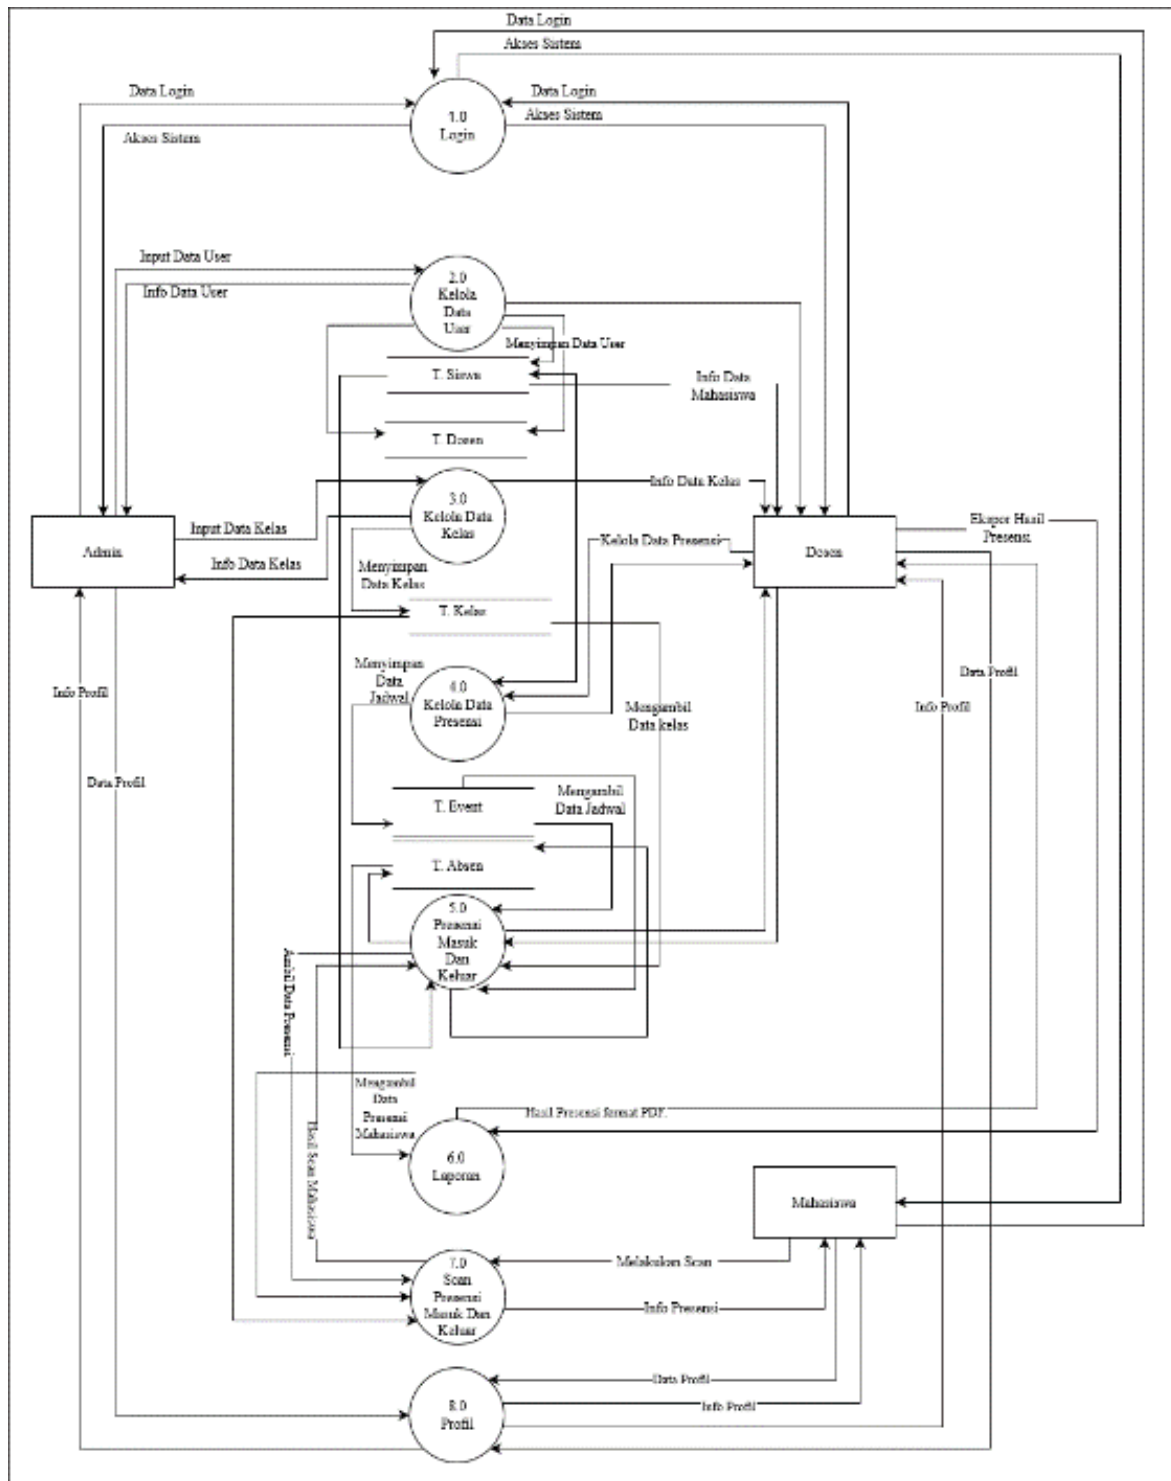 Data Login
Akses Sistem
Data Login
Data Login
1.0
Login
Akses Sistem
Akses Sistem
Input Data User
Info Data User
2.0
Kelola
Data
User
Menyimpan Data User
T. Siswa
Info Data
Mahasiswa
T. Dosen
3.0
Kelola Data
Kelas
Info Data Kelas
Input Data Kelas
Info Data Kelas
Admin
Menyimpan
Data Kelas
Kelola Data Presensi
Dosen
Ekspor Hasil
Presensi
T. Kelas
Menyimpan
Data
Jadwal
4.0
Kelola Data
Presensi
Mengambil
Data kelas
Info Profil
Data Profil
Info Profil
Data Profil
T. Event
Mengambil
Data Jadwal
T. Absen
5.0
Presensi
Masuk
Dan
Keluar
Ambil Data Presensi
Mengambil
Data
Presensi
Mahasiswa
Hasil Scan Mahasiswa
Hasil Presensi format PDF.
6.0
Laporan
Mahasiswa
7.0
Scan
Presensi
Masuk Dan
Keluar
Melakukan Scan
Info Presensi
8.0
Profil
Data Profil
Info Profil